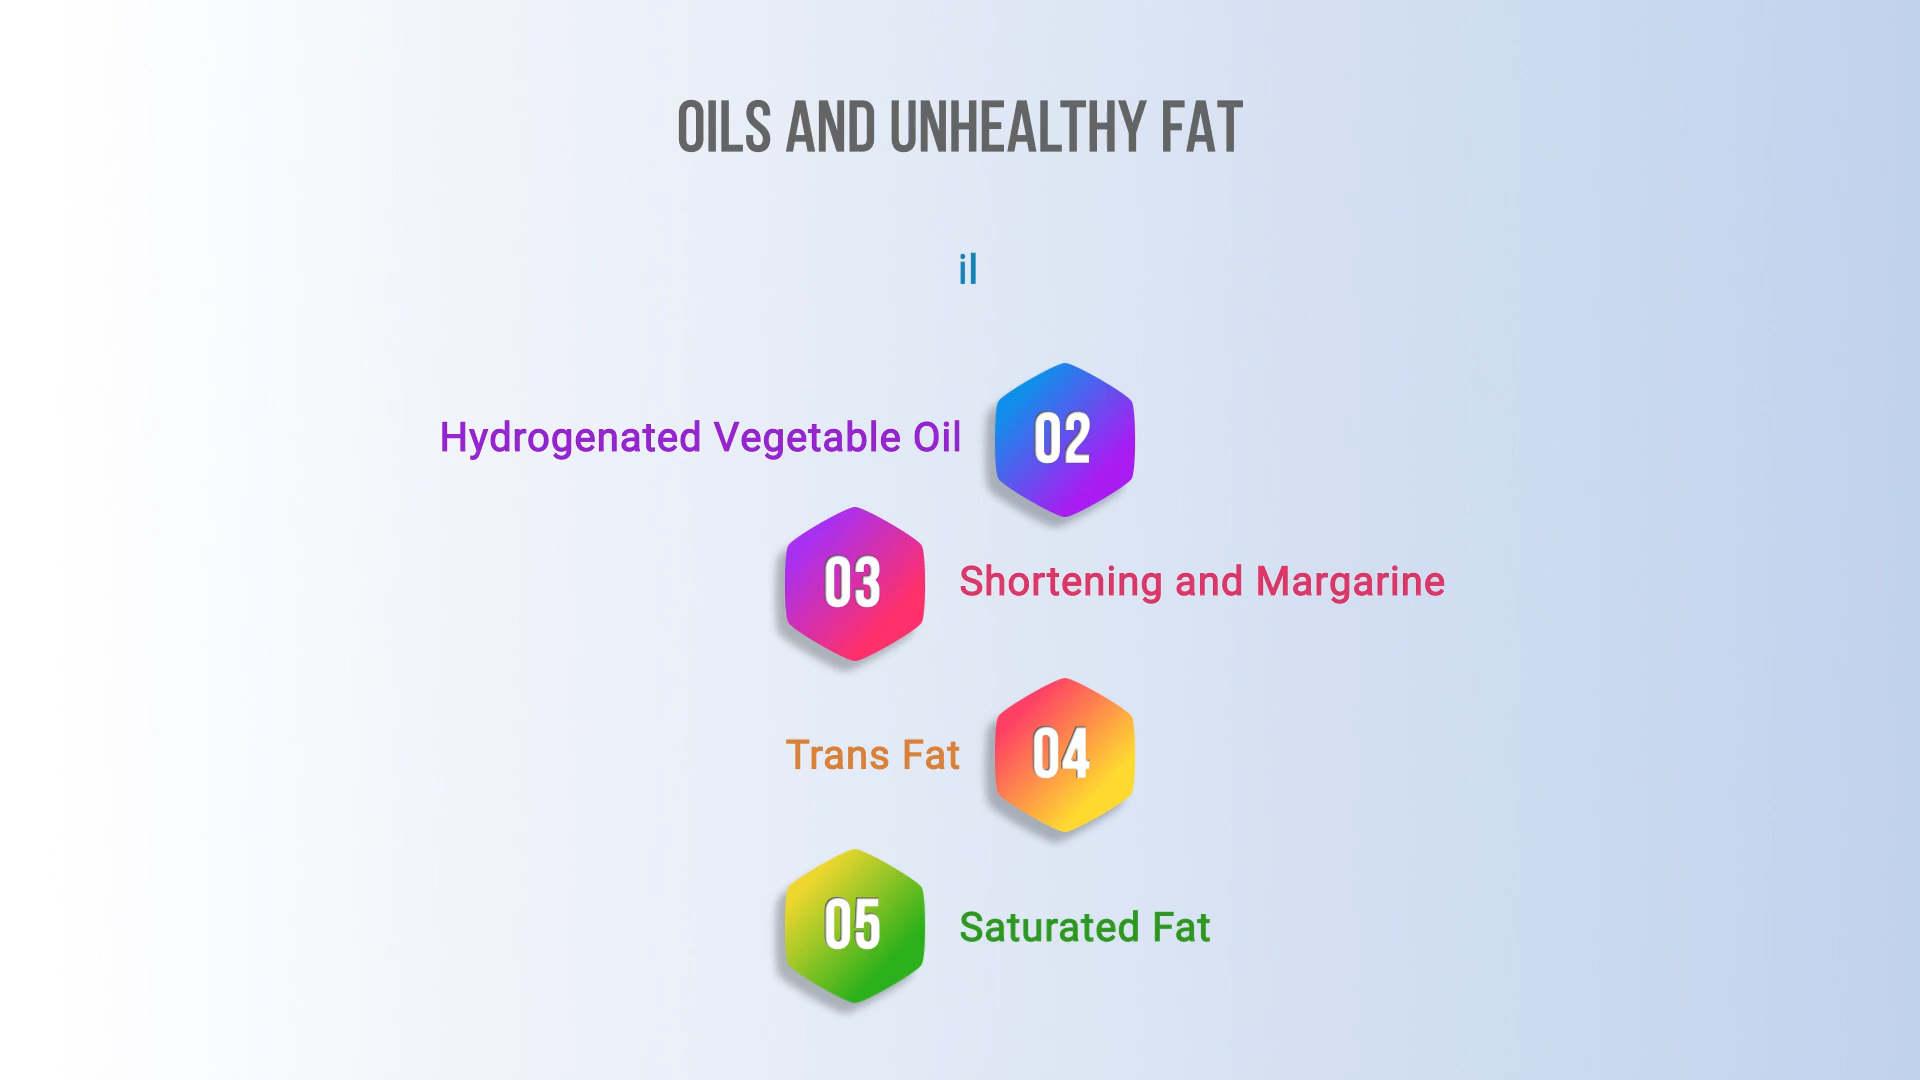 OILS AND UNHEALTHY FAT
il
Hydrogenated Vegetable Oil 02
03 Shortening and Margarine
Trans Fat 04
05 Saturated Fat